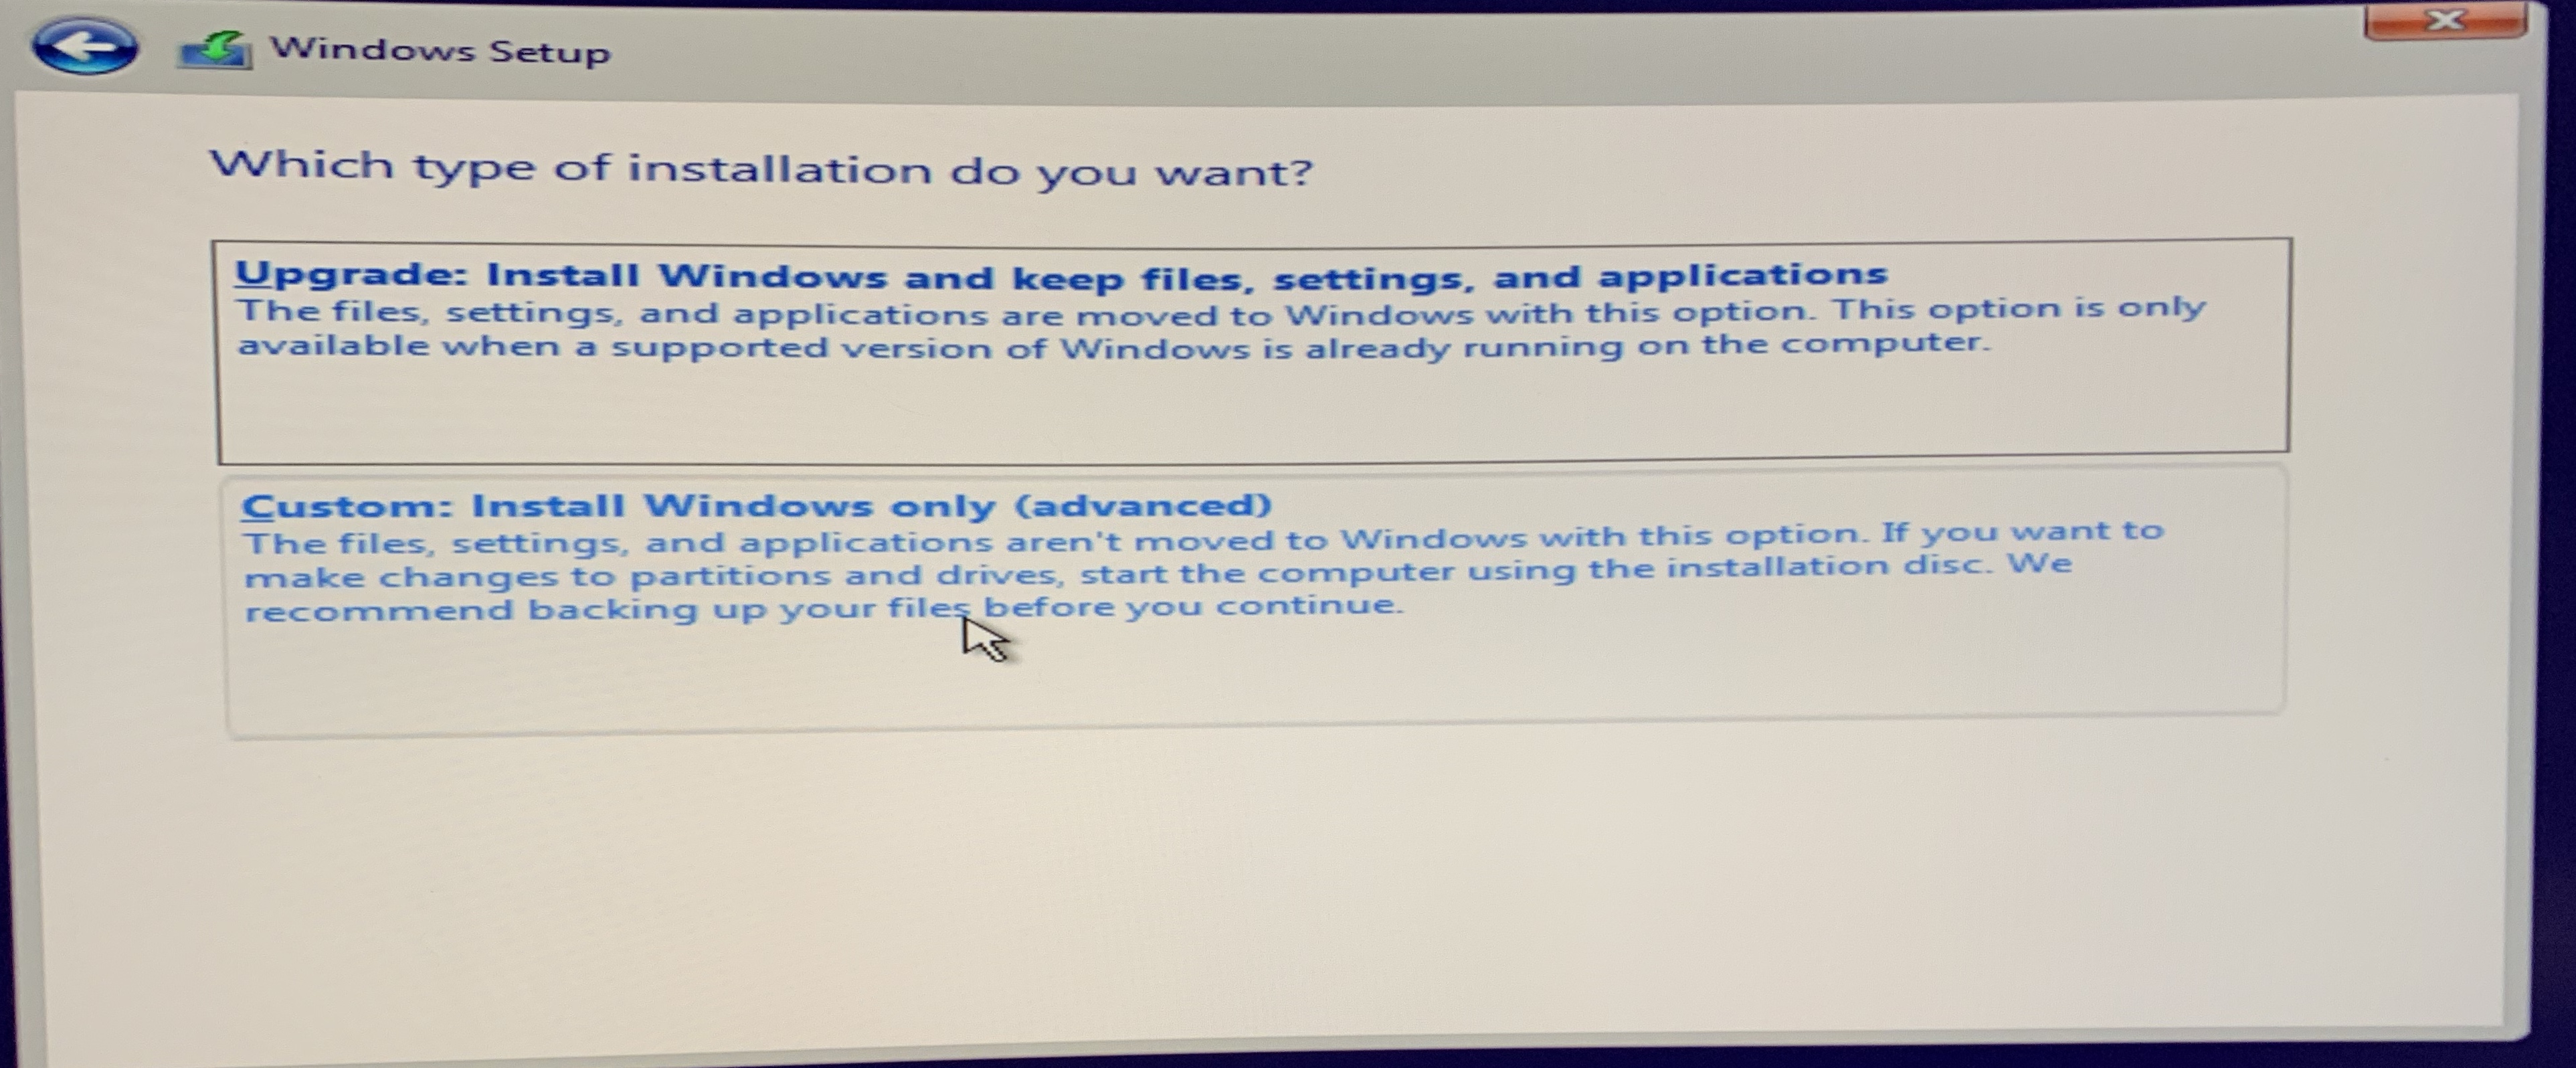 Windows Setup
Which type of installation do you want?
Upgrade: Install Windows and keep files, settings, and applications
The files, settings, and applications are moved to Windows with this option. This option is only
available when a supported version of Windows is already running on the computer.
Custom: Install Windows only (advanced)
The files, settings, and applications aren't moved to Windows with this option. If you want to
make changes to partitions and drives, start the computer using the installation disc. We
recommend backing up your files before you continue.